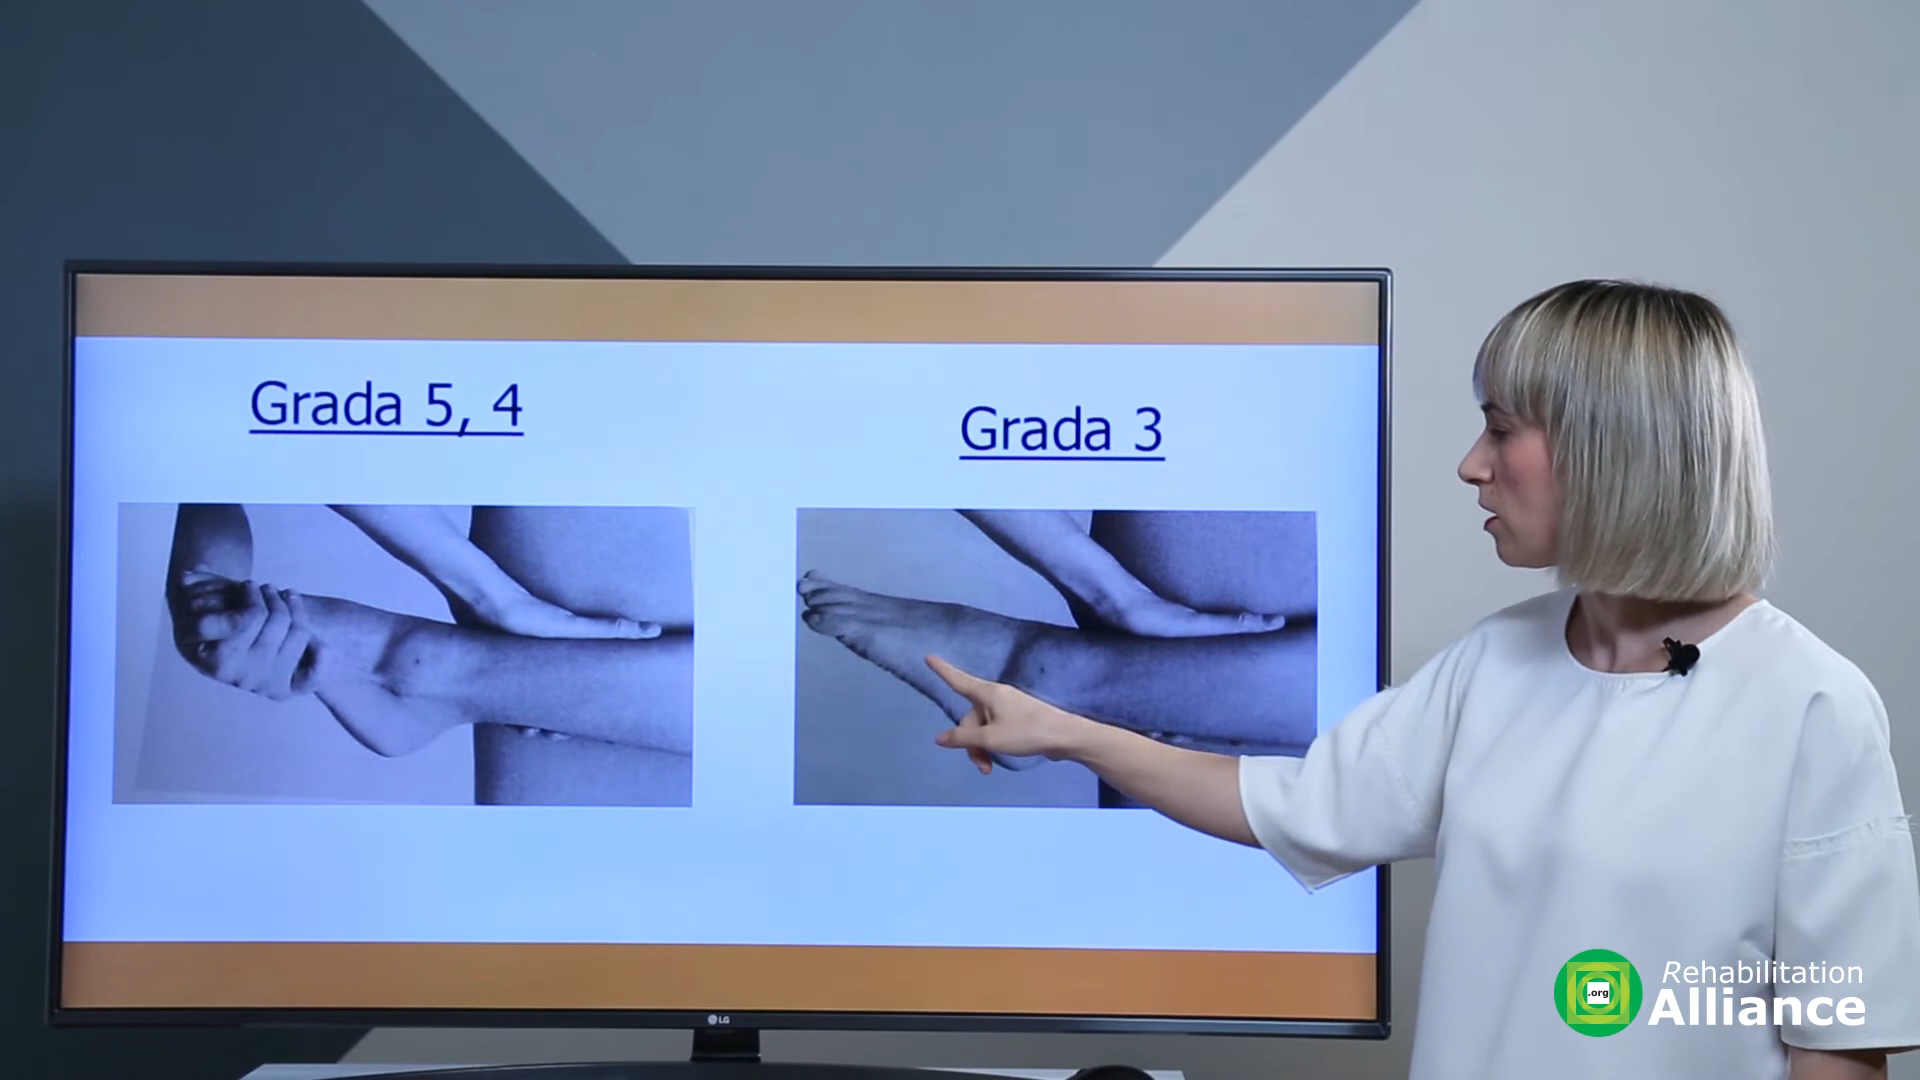 Grada 5, 4
Grada 3
LG
.org
Rehabilitation
Alliance